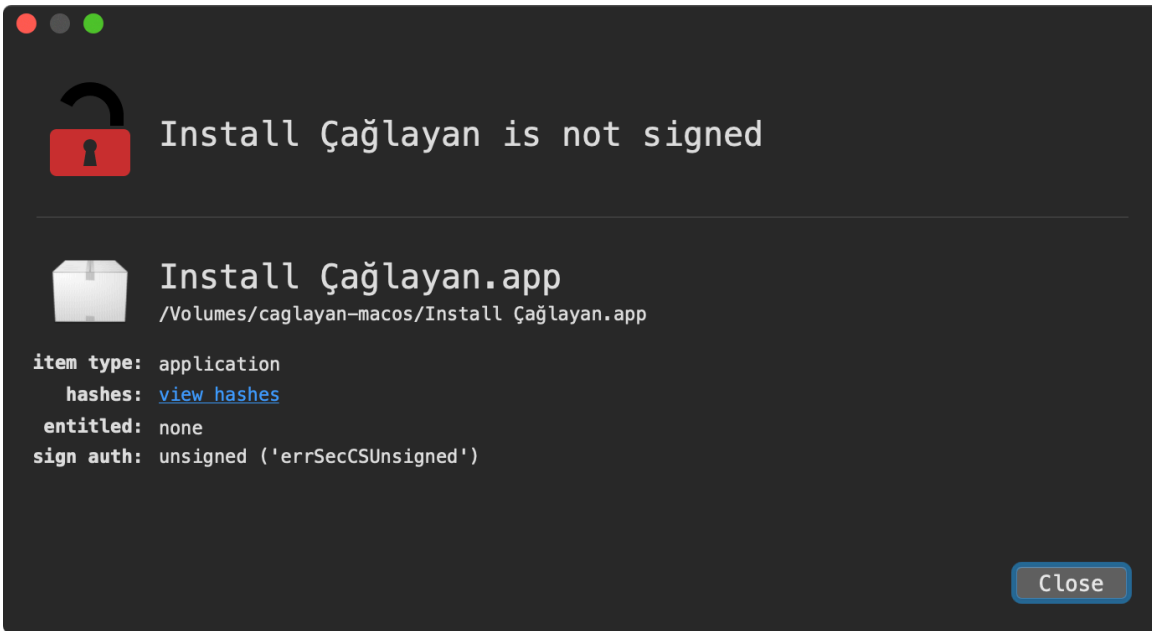 Install Çağlayan is not signed
Install Çağlayan.app
/Volumes/caglayan-macos/Install Çağlayan.app
item type: application
hashes: view hashes
entitled: none
sign auth: unsigned ('errSecCSUnsigned')
Close